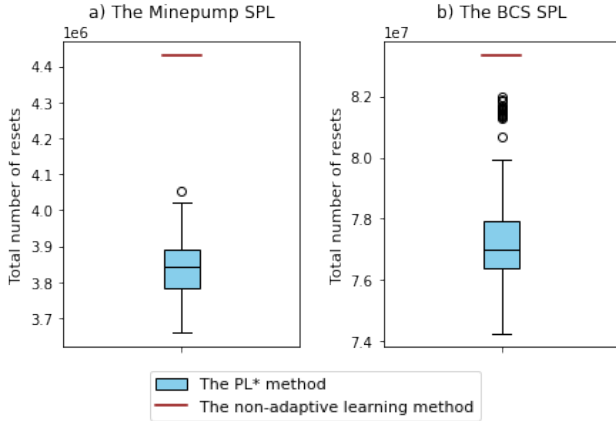 a) The Minepump SPL
b) The BCS SPL
1e6
1e7
Total number of resets
4.4
4.3
4.2
4.1
4.0
3.9
3.8
3.7
Total number of resets
8.2
8.0
7.8
7.6
7.4
The PL* method
The non-adaptive learning method